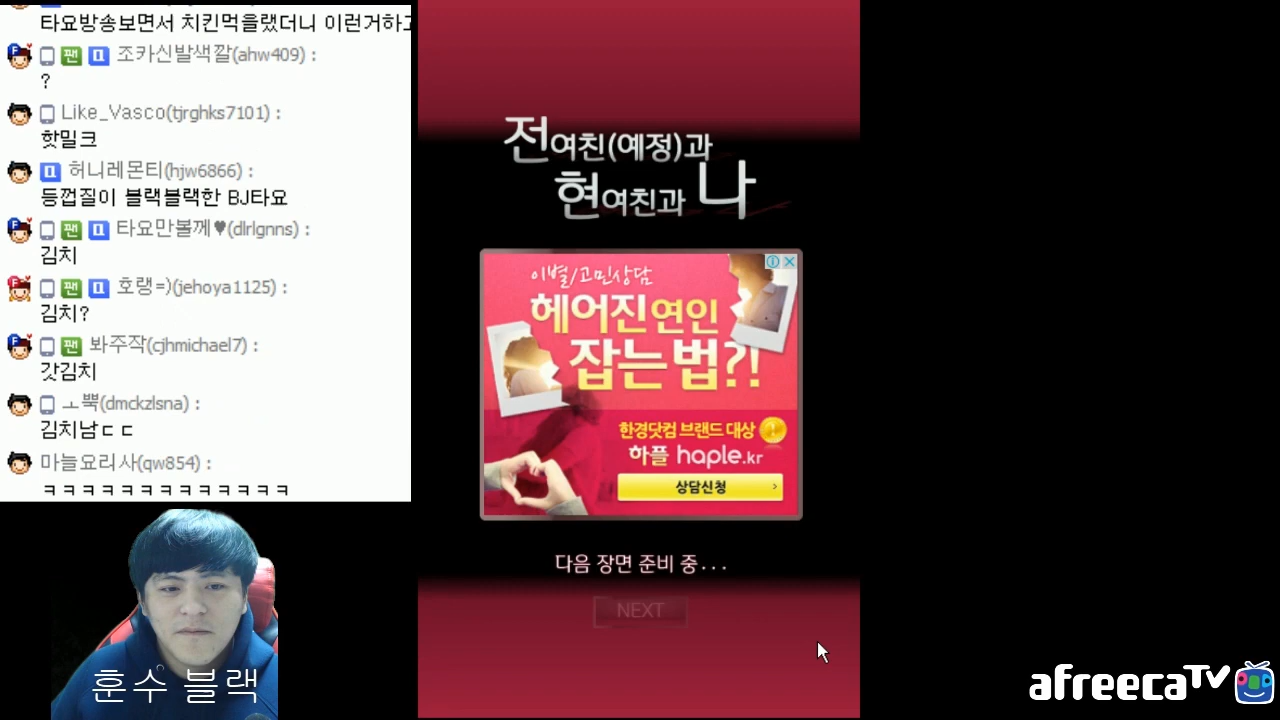 타요방송보면서 치킨먹을랬더니 이런거하고
팬 조카신발색깔(ahw409) :
?
Like_Vasco(tjrghks7101) :
핫밀크
허니레몬티(hjw6866) :
등껍질이 블랙블랙한 BJ타요
팬 타요만볼께♥(dlrlgnns) :
김치
팬 호랭=)(jehoya1125) :
김치?
팬 봐주작(cjhmichael7) :
갓김치
ㅗ뿍(dmckzlsna) :
김치남ㄷㄷ
마늘요리사(qw854) :
ㅋㅋㅋㅋㅋㅋㅋㅋㅋㅋㅋㅋㅋ
훈수 블랙
전여친(예정)과
현여친과 나
이별/고민상담
헤어진연인
잡는법?!
한경닷컴 브랜드 대상
하플 haple.kr
상담신청 >
다음 장면 준비 중...
NEXT
afreecaTV